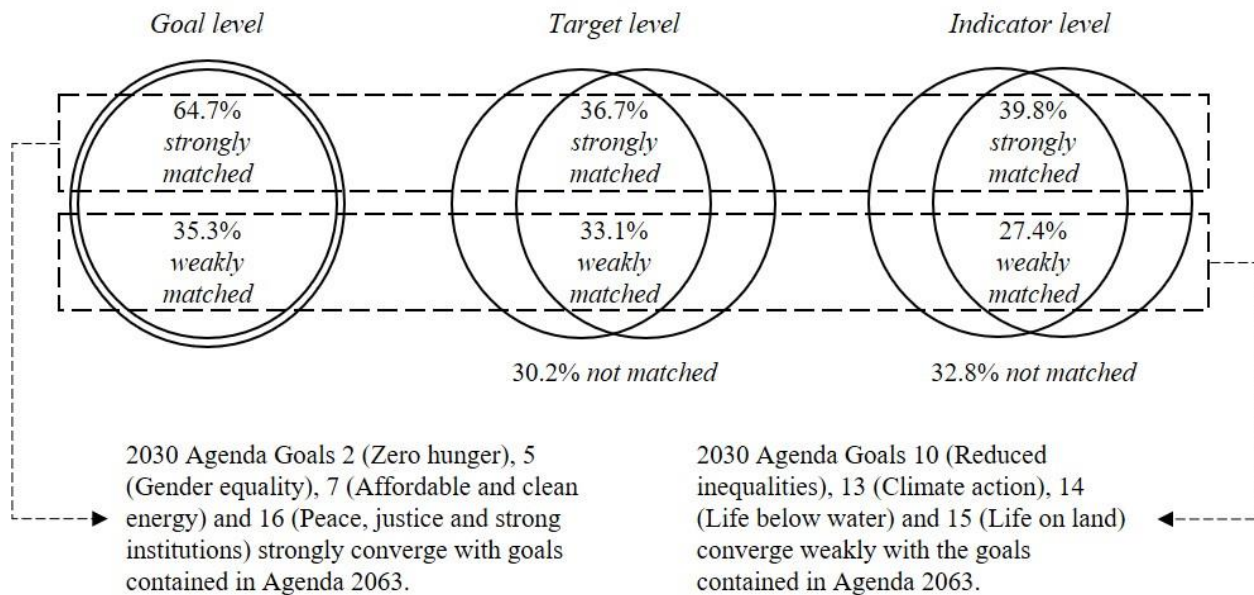 Goal level
Target level
Indicator level
64.7%
strongly
matched
36.7%
strongly
matched
39.8%
strongly
matched
35.3%
weakly
matched
33.1%
weakly
matched
27.4%
weakly
matched
30.2% not matched
32.8% not matched
2030 Agenda Goals 2 (Zero hunger), 5
(Gender equality), 7 (Affordable and clean
energy) and 16 (Peace, justice and strong
institutions) strongly converge with goals
contained in Agenda 2063.
2030 Agenda Goals 10 (Reduced
inequalities), 13 (Climate action), 14
(Life below water) and 15 (Life on land)
converge weakly with the goals
contained in Agenda 2063.